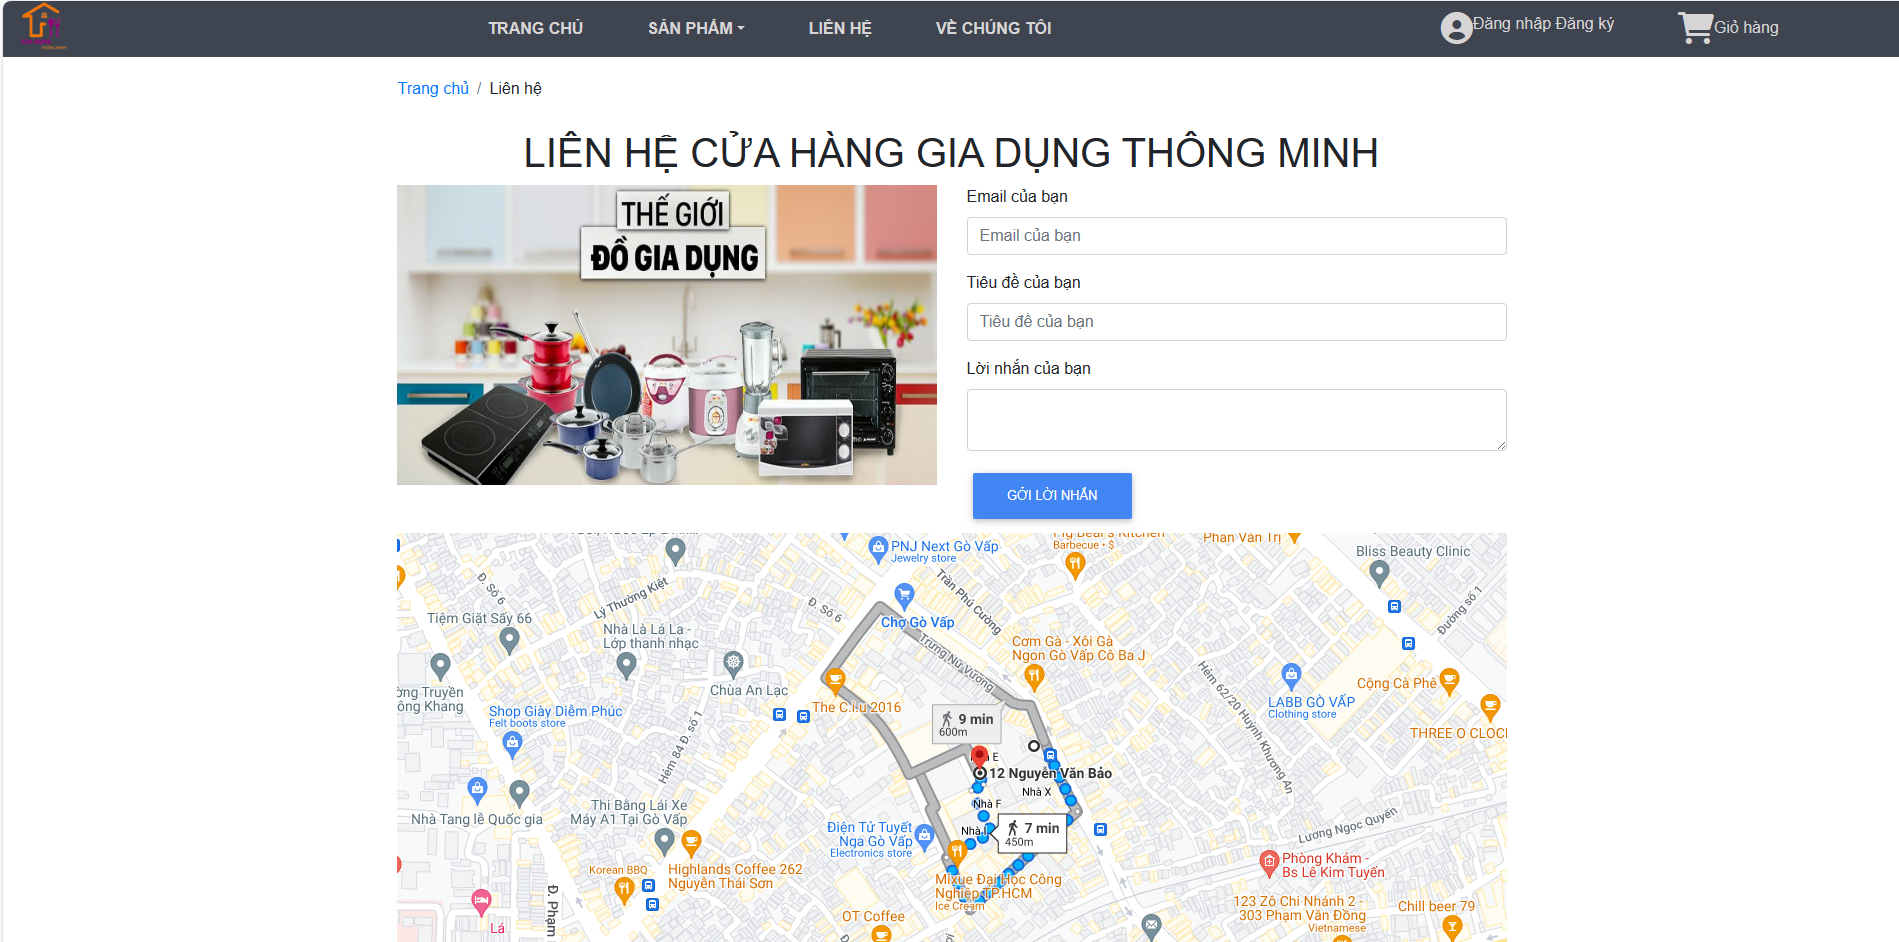 TRANG CHỦ
SẢN PHẨM
LIÊN HỆ
VỀ CHÚNG TÔI
Đăng nhập Đăng ký
Giỏ hàng
THÔNG MINH
Trang chủ / Liên hệ
LIÊN HỆ CỬA HÀNG GIA DỤNG THÔNG MINH
THẾ GIỚI
ĐỒ GIA DỤNG
Email của bạn
Email của bạn
Tiêu đề của bạn
Tiêu đề của bạn
Lời nhắn của bạn
GỞI LỜI NHẮN
PNJ Next Gò Vấp
Jewelry store
Pig Bear's Kitchen
Barbecue • $
Phan Văn Trị
Bliss Beauty Clinic
Đ. Số 6
Lý Thường Kiệt
Trần Phú Cường
Đường số 1
Tiệm Giặt Sấy 66
Đ. Số 6
Chợ Gò Vấp
Nhà Là Lá La -
Lớp thanh nhạc
Trưng Nữ Vương
Cơm Gà - Xôi Gà
Ngon Gò Vấp Cô Ba J
Hẻm 62/20 Huỳnh Khương An
Chùa An Lạc
Cộng Cà Phê
ờng Truyền
ông Khang
Shop Giày Diễm Phúc
Felt boots store
The C.i.u 2016
LABB GÒ VẤP
Clothing store
9 min
600m
THREE O CLOC
Hẻm 84 Đ. số 1
12 Nguyễn Văn Bảo
Nhà X
Nhà F
Thi Bằng Lái Xe
Máy A1 Tại Gò Vấp
Nhà Tang lễ Quốc gia
Điện Tử Tuyết
Nga Gò Vấp
Electronics store
7 min
450m
Lương Ngọc Quyến
Korean BBQ
Highlands Coffee 262
Nguyễn Thái Sơn
Phòng Khám -
Bs Lê Kim Tuyến
Mixue Đại Học Công
Nghiệp TP.HCM
Ice Cream
Đ. Phạm
Lá
OT Coffee
123 Zô Chi Nhánh 2 -
303 Phạm Văn Đồng
Vietnamese
Chill beer 79